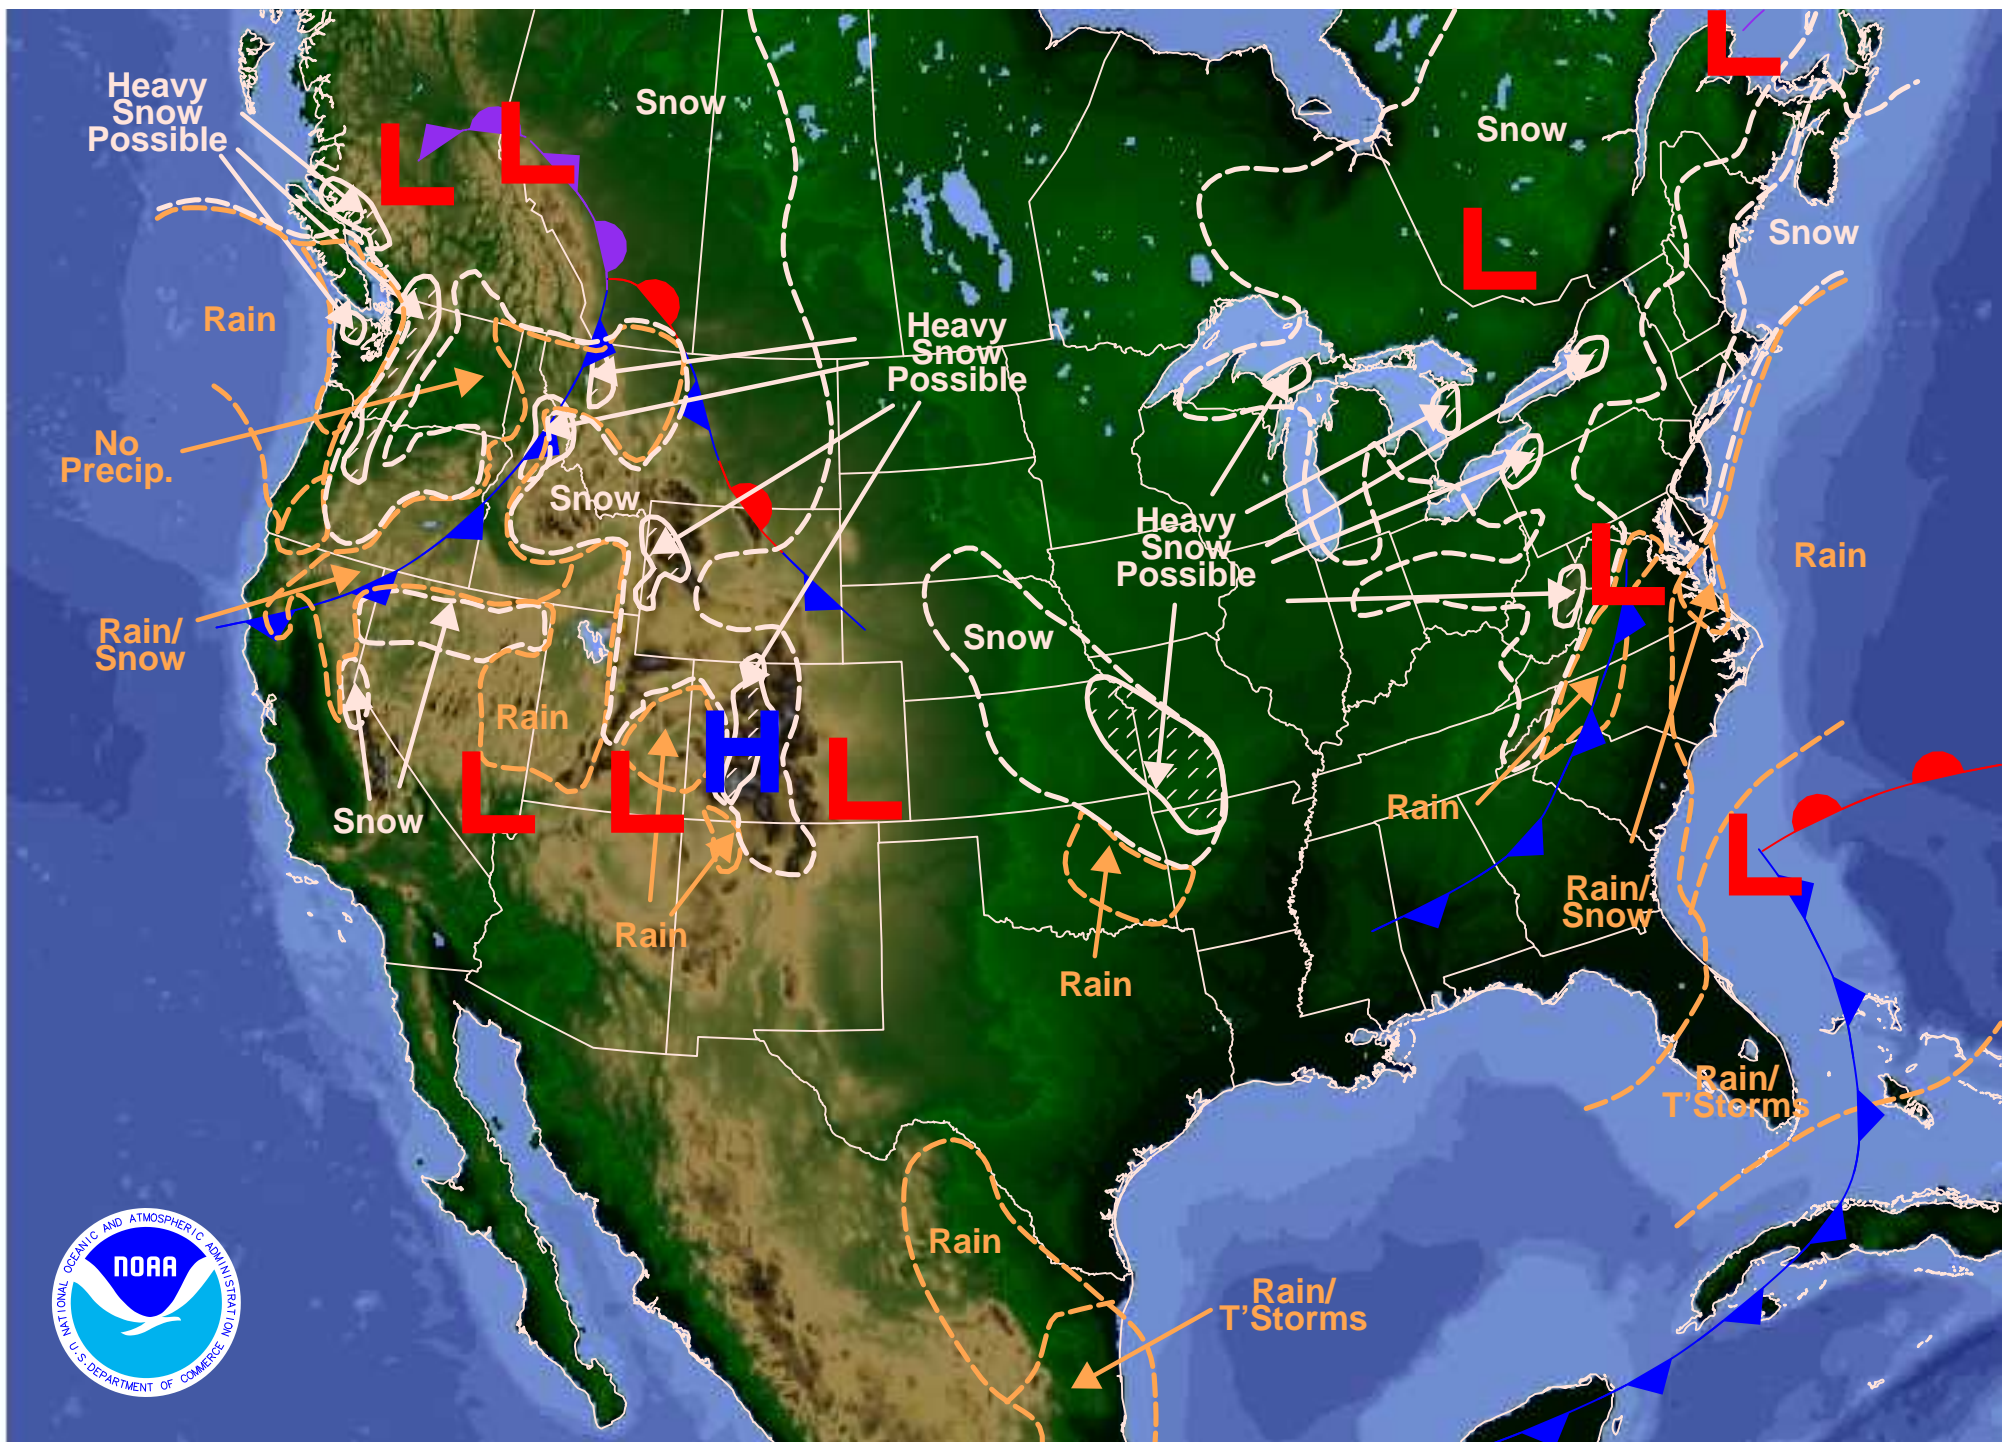 L
Heavy
Snow
Possible
Snow
L
L
Snow
Snow
L
Rain
Heavy
Snow
Possible
No
Precip.
Snow
Heavy
Snow
Possible
L
Rain
Rain/
Snow
Snow
Rain
H
L
L
L
Snow
Rain
L
Rain/
Snow
Rain
Rain
Rain/
T'Storms
Rain
Rain/
T'Storms
NATIONAL OCEANIC AND ATMOSPHERIC ADMINISTRATION
NOAA
U.S. DEPARTMENT OF COMMERCE